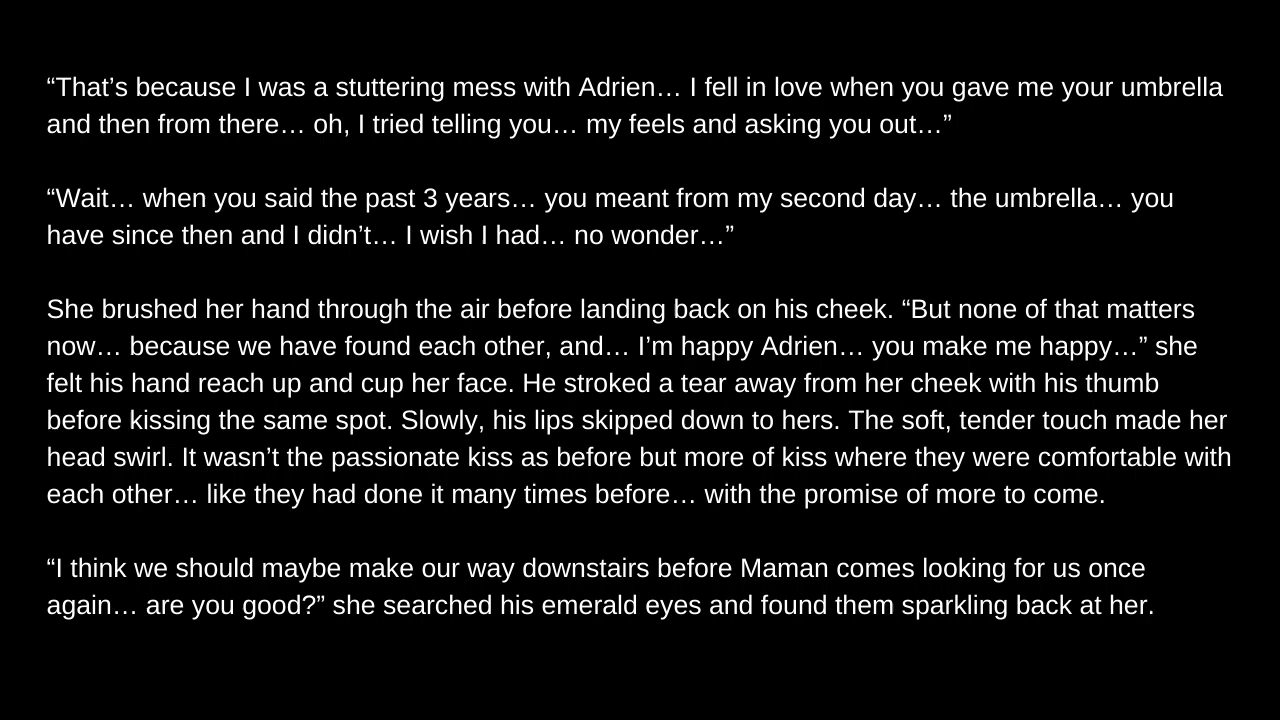 “That’s because I was a stuttering mess with Adrien… I fell in love when you gave me your umbrella
and then from there… oh, I tried telling you… my feels and asking you out…”
“Wait… when you said the past 3 years… you meant from my second day… the umbrella… you
have since then and I didn’t… I wish I had… no wonder…”
She brushed her hand through the air before landing back on his cheek. “But none of that matters
now… because we have found each other, and… I’m happy Adrien… you make me happy…” she
felt his hand reach up and cup her face. He stroked a tear away from her cheek with his thumb
before kissing the same spot. Slowly, his lips skipped down to hers. The soft, tender touch made her
head swirl. It wasn’t the passionate kiss as before but more of kiss where they were comfortable with
each other… like they had done it many times before… with the promise of more to come.
“I think we should maybe make our way downstairs before Maman comes looking for us once
again… are you good?” she searched his emerald eyes and found them sparkling back at her.